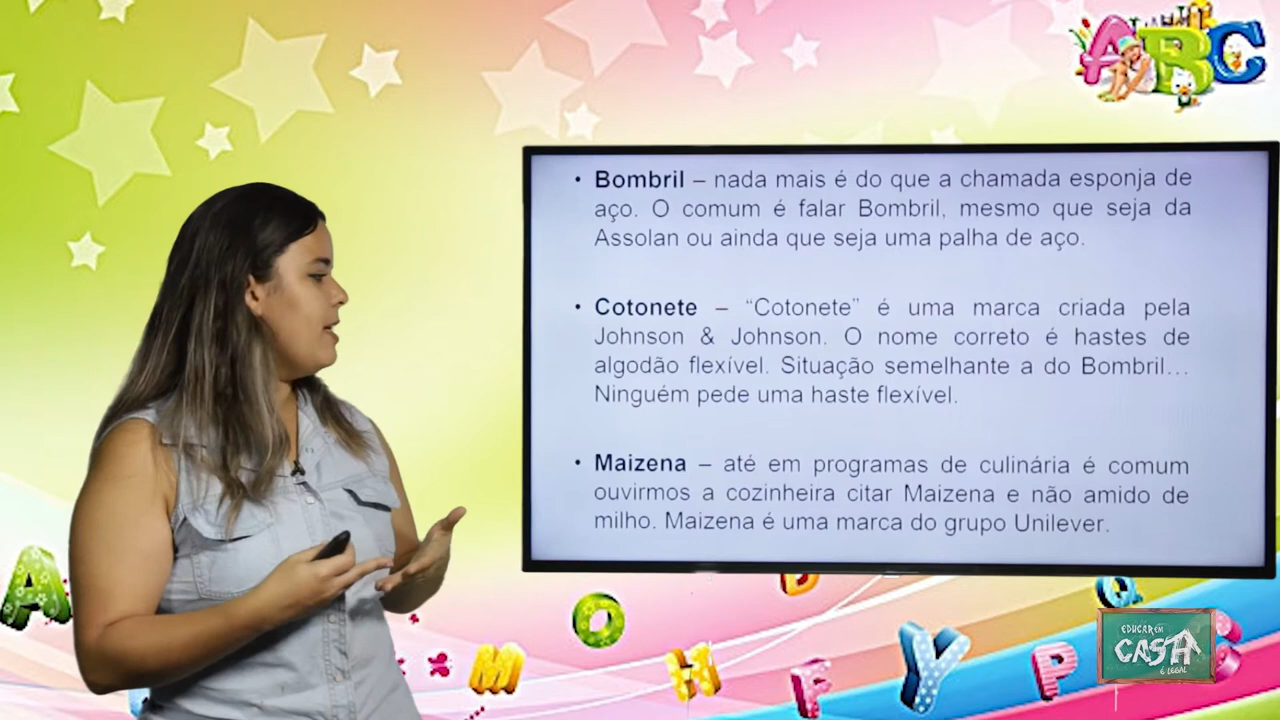 ABC
• Bombril – nada mais é do que a chamada esponja de
aço. O comum é falar Bombril, mesmo que seja da
Assolan ou ainda que seja uma palha de aço.
• Cotonete – “Cotonete” é uma marca criada pela
Johnson & Johnson. O nome correto é hastes de
algodão flexível. Situação semelhante a do Bombril...
Ninguém pede uma haste flexível.
• Maizena – até em programas de culinária é comum
ouvirmos a cozinheira citar Maizena e não amido de
milho. Maizena é uma marca do grupo Unilever.
A
M
O
H
B
F
Y
P
Q
EDUCAR EM
CASA
É LEGAL